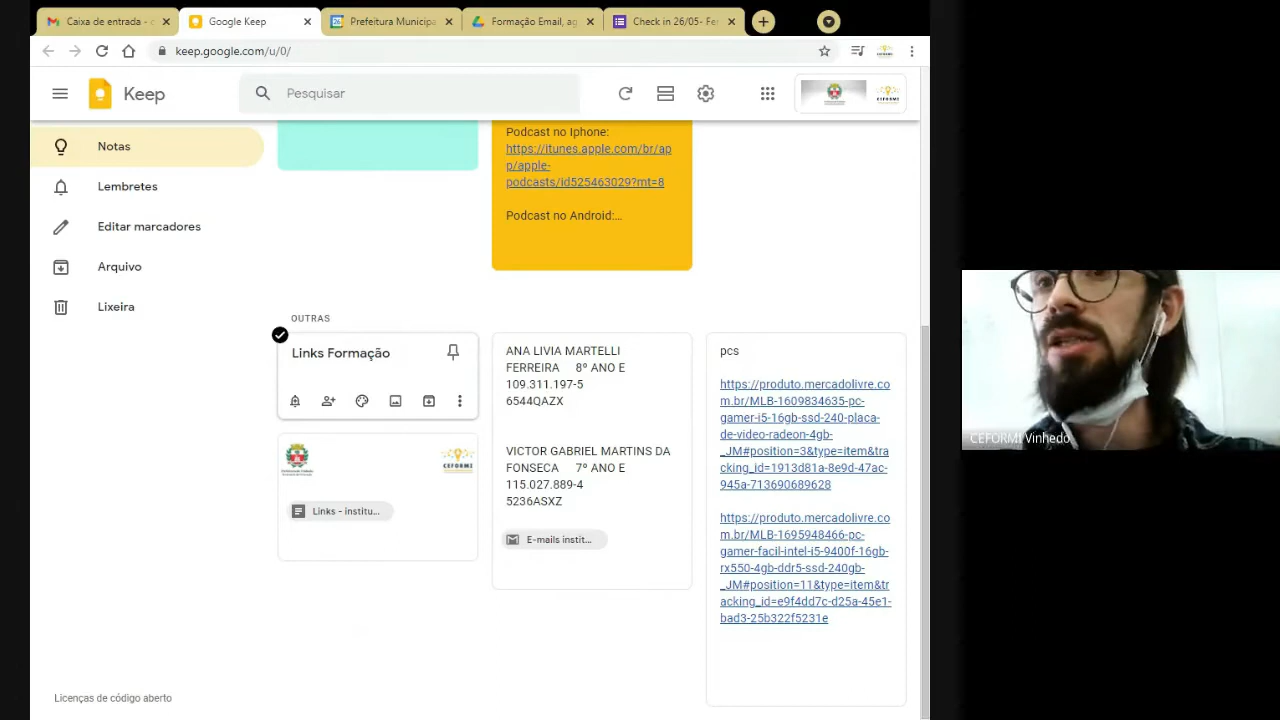 Caixa de entrada - c
Google Keep
Prefeitura Municipa
Formação Email, ag
Check in 26/05- Fe
keep.google.com/u/0/
Keep
Pesquisar
CEFORMI
Notas
Lembretes
Editar marcadores
Arquivo
Lixeira
Podcast no Iphone:
https://itunes.apple.com/br/ap
p/apple-
podcasts/id525463029?mt=8
Podcast no Android:...
OUTRAS
Links Formação
CEFORMI
Links - institu...
ANA LIVIA MARTELLI
FERREIRA 8º ANO E
109.311.197-5
6544QAZX
VICTOR GABRIEL MARTINS DA
FONSECA 7º ANO E
115.027.889-4
5236ASXZ
E-mails instit...
pcs
https://produto.mercadolivre.co
m.br/MLB-1609834635-pc-
gamer-i5-16gb-ssd-240-placa-
de-video-radeon-4gb-
_JM#position=3&type=item&tra
cking_id=1913d81a-8e9d-47ac-
945a-713690689628
https://produto.mercadolivre.co
m.br/MLB-1695948466-pc-
gamer-facil-intel-i5-9400f-16gb-
rx550-4gb-ddr5-ssd-240gb-
_JM#position=11&type=item&tr
acking_id=e9f4dd7c-d25a-45e1-
bad3-25b322f5231e
Licenças de código aberto
CEFORMI Vinhedo